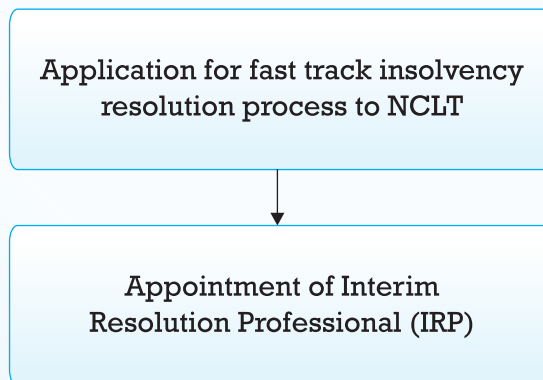 Application for fast track insolvency
resolution process to NCLT
Appointment of Interim
Resolution Professional (IRP)